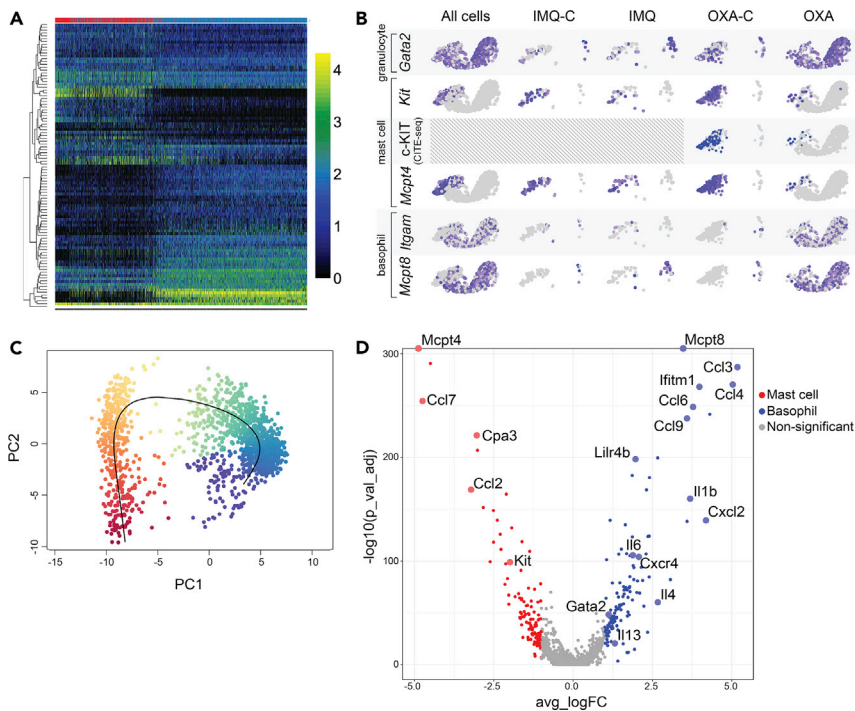 A
4
3
2
1
0
B
All cells IMQ-C IMQ OXA-C OXA
granulocyte
Gata2
mast cell
Kit
c-KIT
(CITE-seq)
Mcpt4
basophil
Itgam
Mcpt8
C
PC2
5
0
-5
-10
-15 -10 -5 0 5 10
PC1
D
-log10(p_val_adj)
300
200
100
0
Mcpt4
Mcpt8
Ccl3
Ifitm1
Ccl4
Ccl7
Ccl6
Ccl9
Cpa3
Lilr4b
Ccl2
Il1b
Cxcl2
Il6
Kit
Cxcr4
Gata2
Il4
Il13
-5.0 -2.5 0.0 2.5 5.0
avg_logFC
Mast cell
Basophil
Non-significant